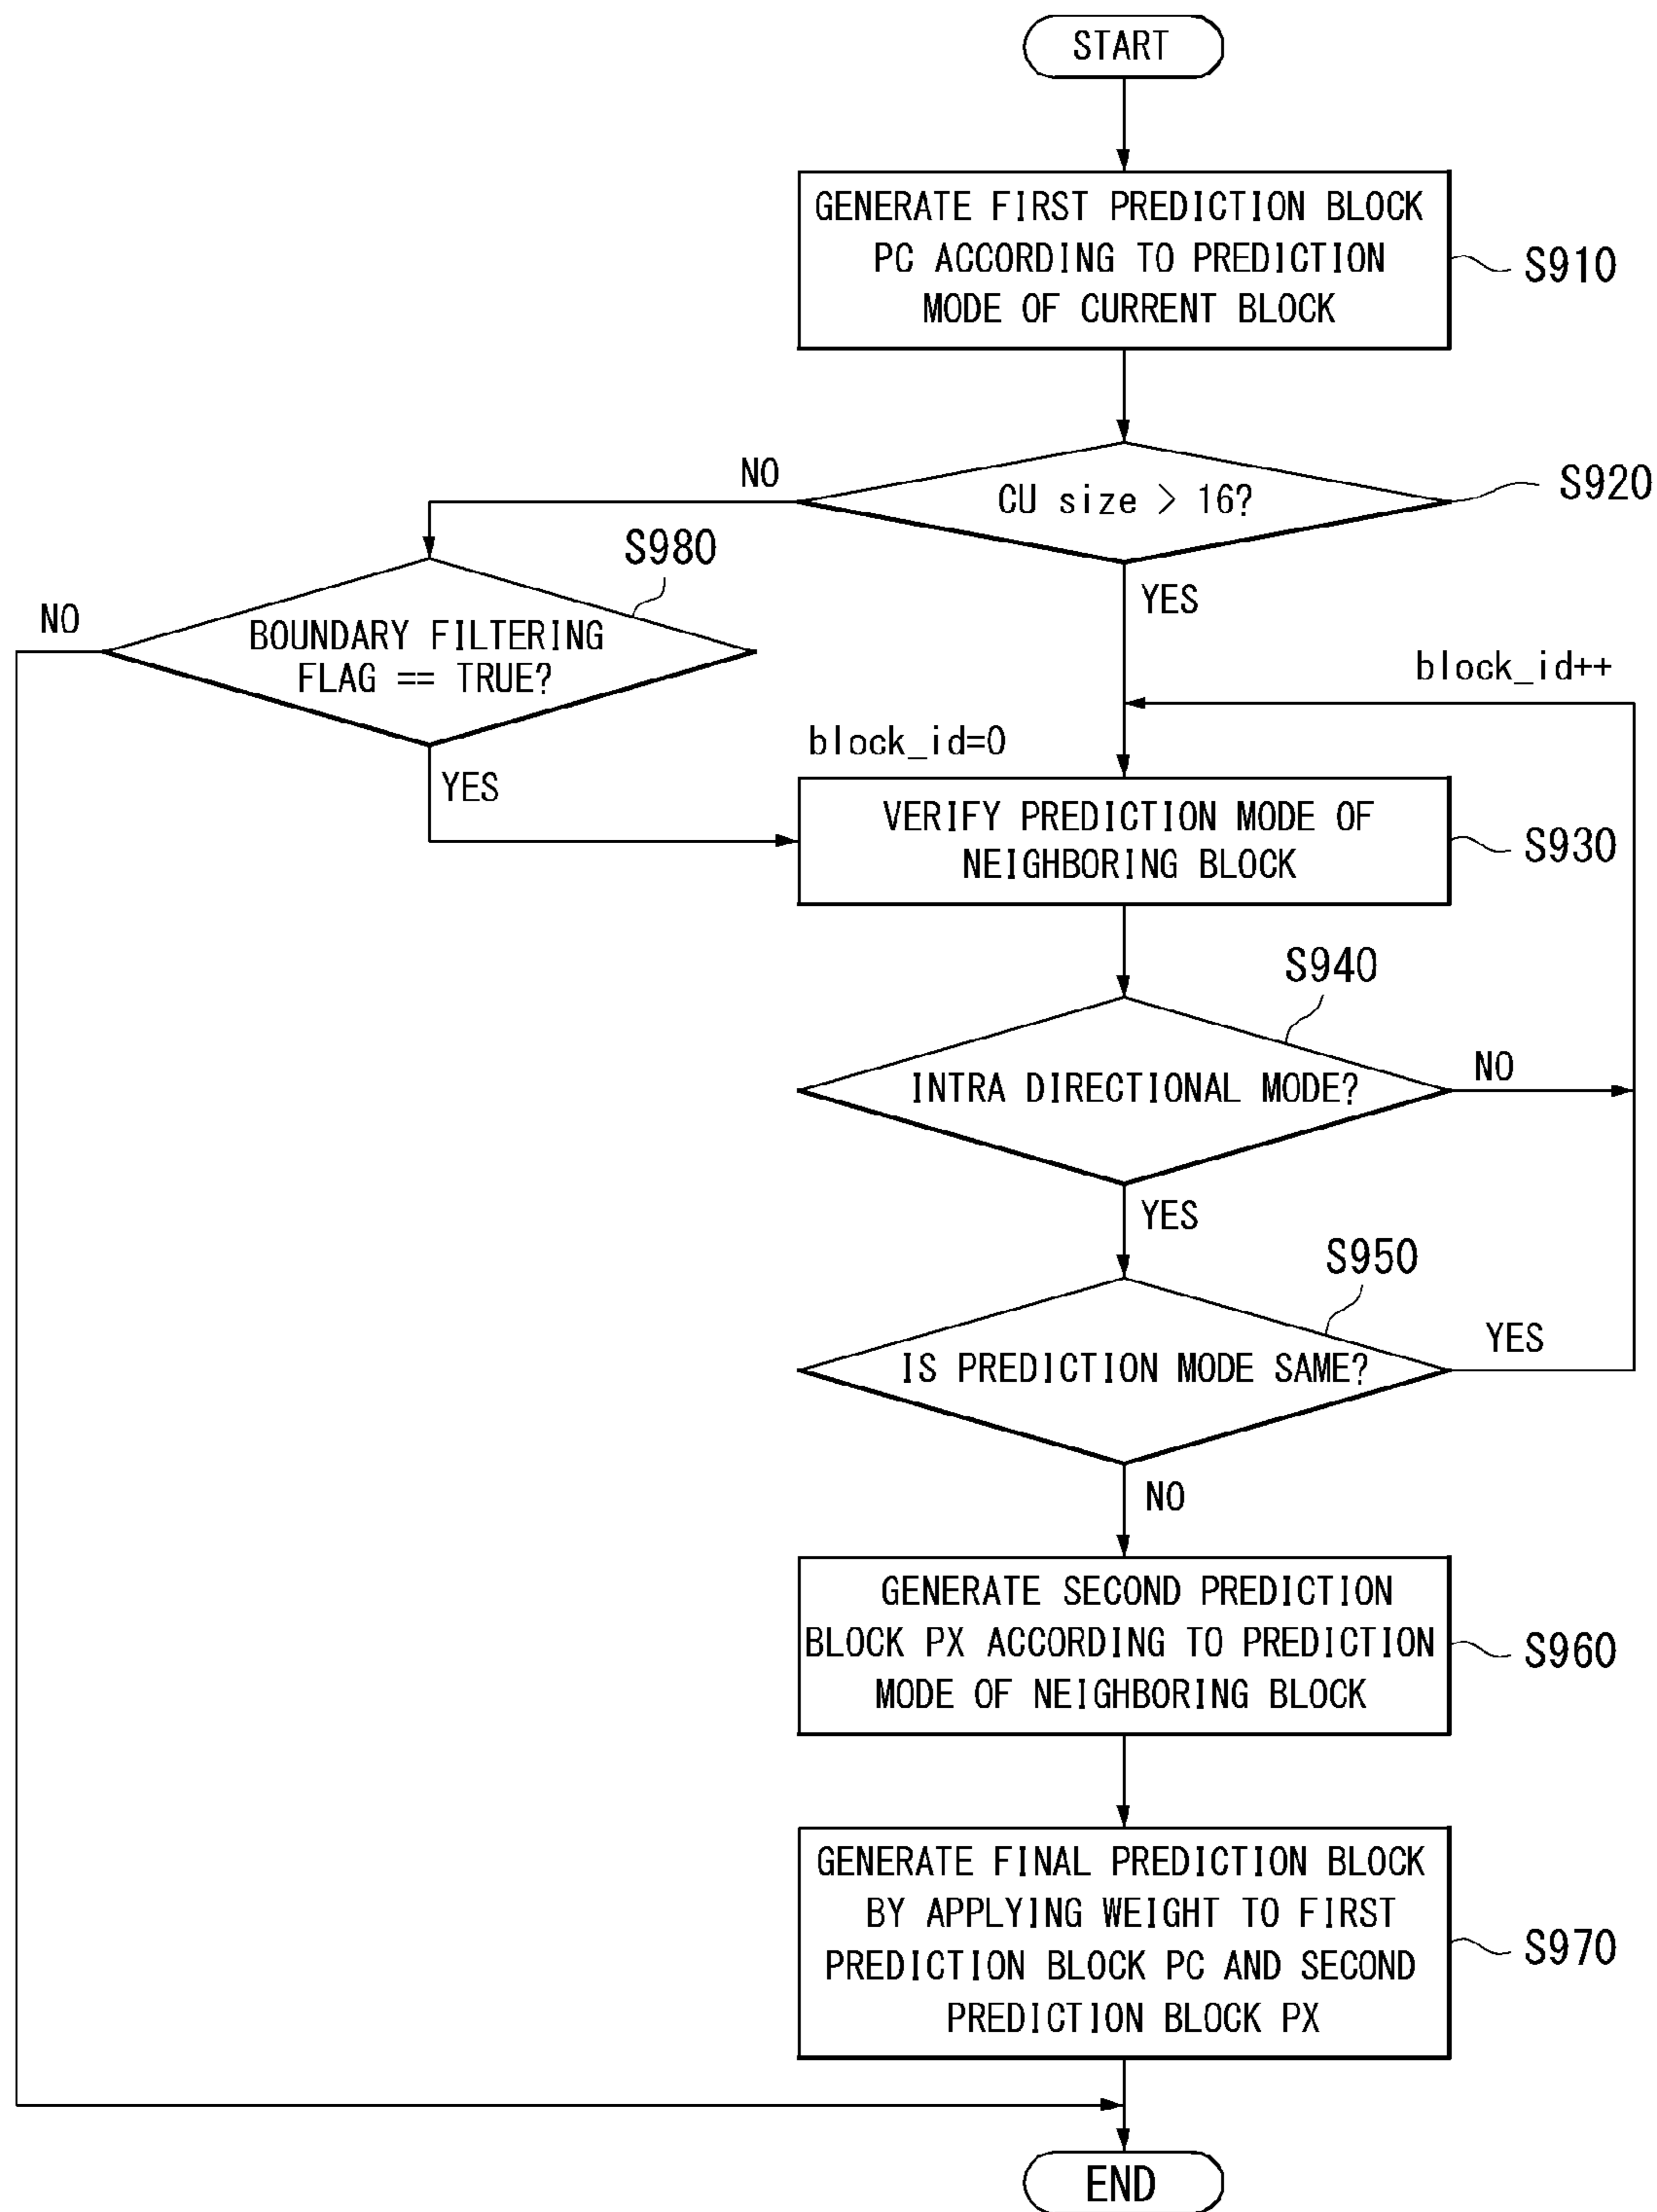 START
GENERATE FIRST PREDICTION BLOCK
PC ACCORDING TO PREDICTION
MODE OF CURRENT BLOCK
S910
CU size > 16?
S920
NO
YES
S980
BOUNDARY FILTERING
FLAG == TRUE?
NO
YES
block_id++
block_id=0
VERIFY PREDICTION MODE OF
NEIGHBORING BLOCK
S930
S940
INTRA DIRECTIONAL MODE?
NO
YES
S950
IS PREDICTION MODE SAME?
YES
NO
GENERATE SECOND PREDICTION
BLOCK PX ACCORDING TO PREDICTION
MODE OF NEIGHBORING BLOCK
S960
GENERATE FINAL PREDICTION BLOCK
BY APPLYING WEIGHT TO FIRST
PREDICTION BLOCK PC AND SECOND
PREDICTION BLOCK PX
S970
END